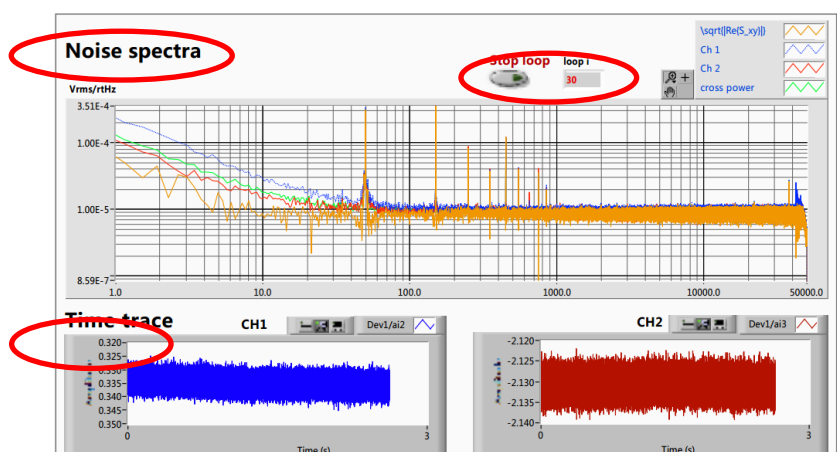 Noise spectra
Stop loop
loop i
30
\sqrt(|Re(S_xy)|)
Ch 1
Ch 2
cross power
Vrms/rtHz
3.51E-4
1.00E-4
1.00E-5
8.59E-7
1.0 10.0 100.0 1000.0 10000.0 50000.0
Time trace
CH1
Dev1/ai2
0.320
0.325
0.330
0.335
0.340
0.345
0.350
0 3
Time (s)
CH2
Dev1/ai3
-2.120
-2.125
-2.130
-2.135
-2.140
0 3
Time (s)